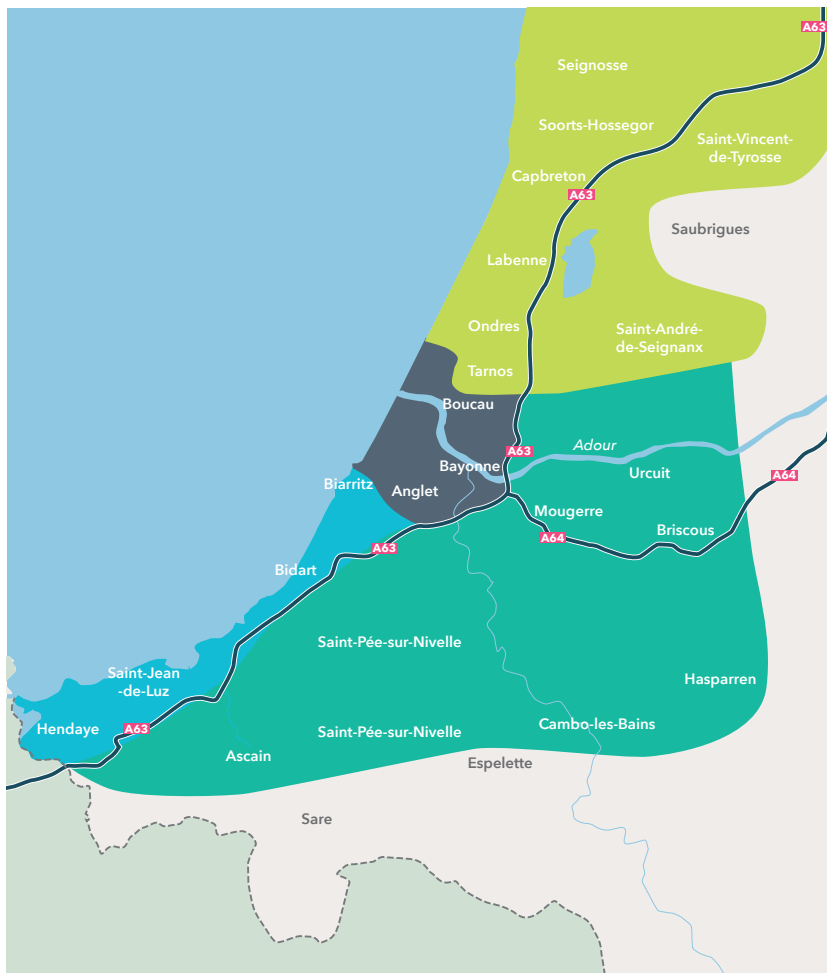 A63
Seignosse
Soorts-Hossegor
Saint-Vincent-
de-Tyrosse
Capbreton
A63
Saubrigues
Labenne
Ondres
Saint-André-
de-Seignanx
Tarnos
Boucau
Adour
A63
Bayonne
Urcuit
A64
Biarritz
Anglet
Mougerre
Briscous
A64
A63
Bidart
Saint-Pée-sur-Nivelle
Saint-Jean
-de-Luz
Hasparren
Hendaye
A63
Saint-Pée-sur-Nivelle
Cambo-les-Bains
Ascain
Espelette
Sare